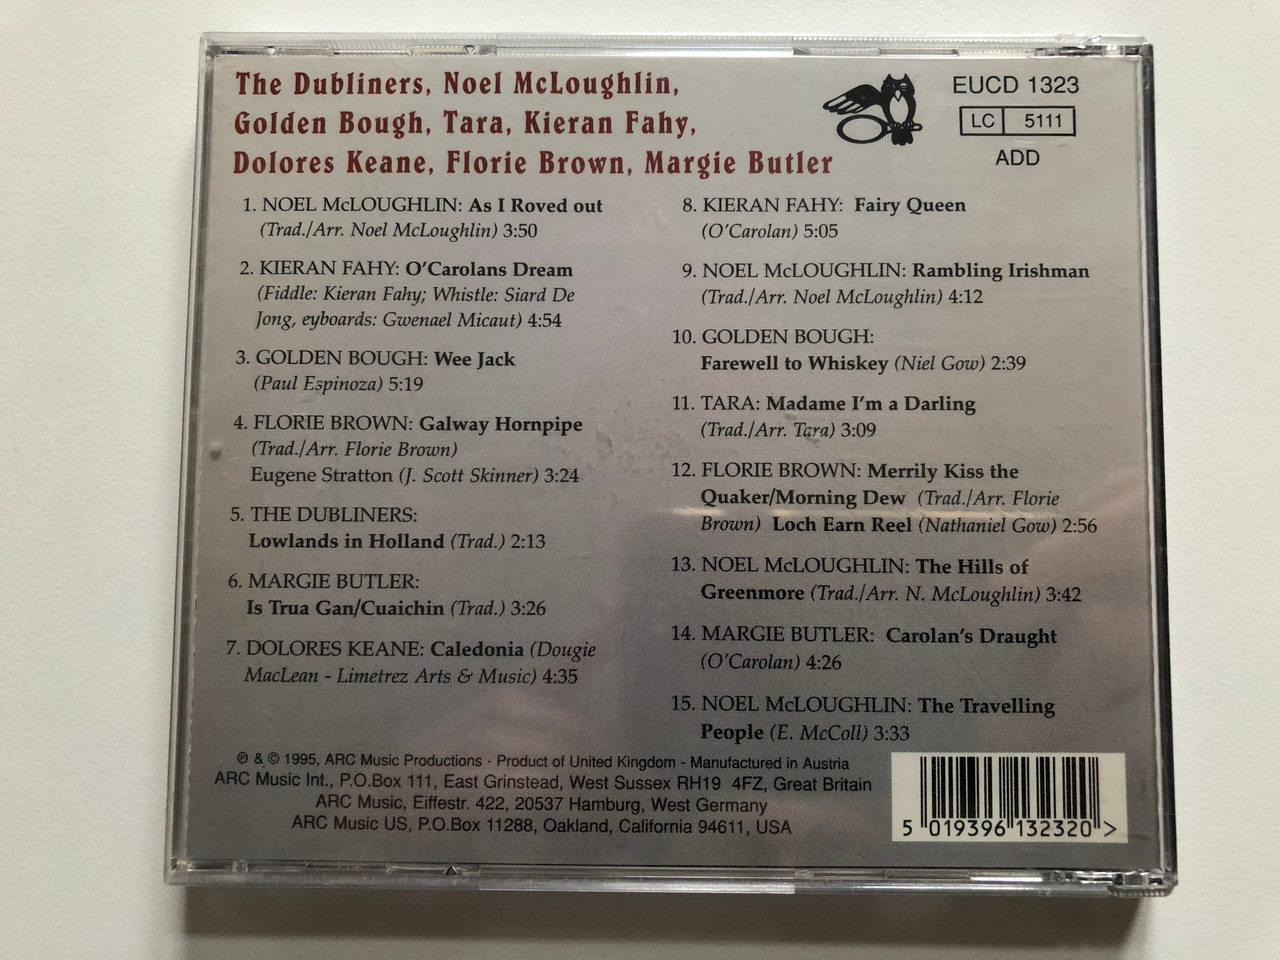 The Dubliners, Noel McLoughlin,
Golden Bough, Tara, Kieran Fahy,
Dolores Keane, Florie Brown, Margie Butler
EUCD 1323
LC 5111
ADD
1. NOEL McLOUGHLIN: As I Roved out
(Trad./Arr. Noel McLoughlin) 3:50
2. KIERAN FAHY: O'Carolans Dream
(Fiddle: Kieran Fahy; Whistle: Siard De
Jong, eyboards: Gwenael Micaut) 4:54
3. GOLDEN BOUGH: Wee Jack
(Paul Espinoza) 5:19
4. FLORIE BROWN: Galway Hornpipe
(Trad./Arr. Florie Brown)
Eugene Stratton (J. Scott Skinner) 3:24
5. THE DUBLINERS:
Lowlands in Holland (Trad.) 2:13
6. MARGIE BUTLER:
Is Trua Gan/Cuaichin (Trad.) 3:26
7. DOLORES KEANE: Caledonia (Dougie
MacLean - Limetrez Arts & Music) 4:35
8. KIERAN FAHY: Fairy Queen
(O'Carolan) 5:05
9. NOEL McLOUGHLIN: Rambling Irishman
(Trad./Arr. Noel McLoughlin) 4:12
10. GOLDEN BOUGH:
Farewell to Whiskey (Niel Gow) 2:39
11. TARA: Madame I'm a Darling
(Trad./Arr. Tara) 3:09
12. FLORIE BROWN: Merrily Kiss the
Quaker/Morning Dew (Trad./Arr. Florie
Brown) Loch Earn Reel (Nathaniel Gow) 2:56
13. NOEL McLOUGHLIN: The Hills of
Greenmore (Trad./Arr. N. McLoughlin) 3:42
14. MARGIE BUTLER: Carolan's Draught
(O'Carolan) 4:26
15. NOEL McLOUGHLIN: The Travelling
People (E. McColl) 3:33
℗ & © 1995, ARC Music Productions - Product of United Kingdom - Manufactured in Austria
ARC Music Int., P.O.Box 111, East Grinstead, West Sussex RH19 4FZ, Great Britain
ARC Music, Eiffestr. 422, 20537 Hamburg, West Germany
ARC Music US, P.O.Box 11288, Oakland, California 94611, USA
5 019396 132320 >